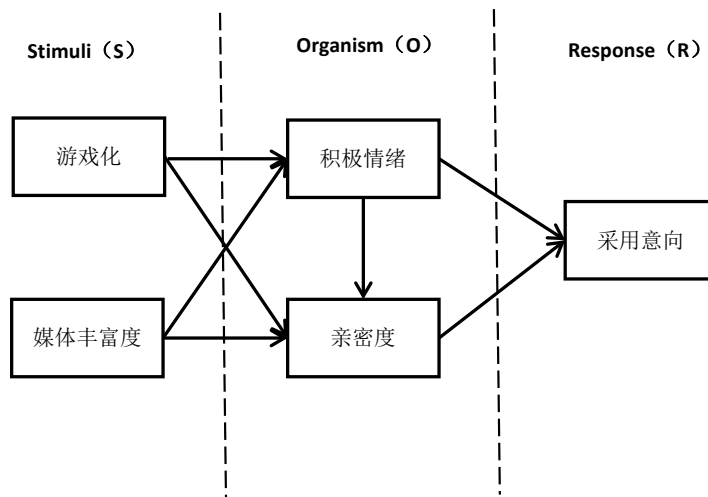 Stimuli（S）
Organism（O）
Response（R）
游戏化
积极情绪
采用意向
媒体丰富度
亲密度